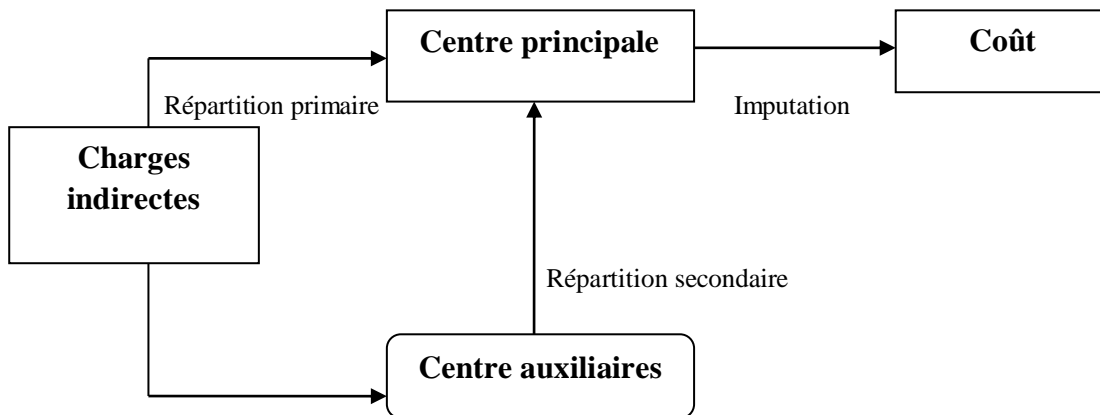 Centre principale
Coût
Répartition primaire
Imputation
Charges
indirectes
Répartition secondaire
Centre auxiliaires